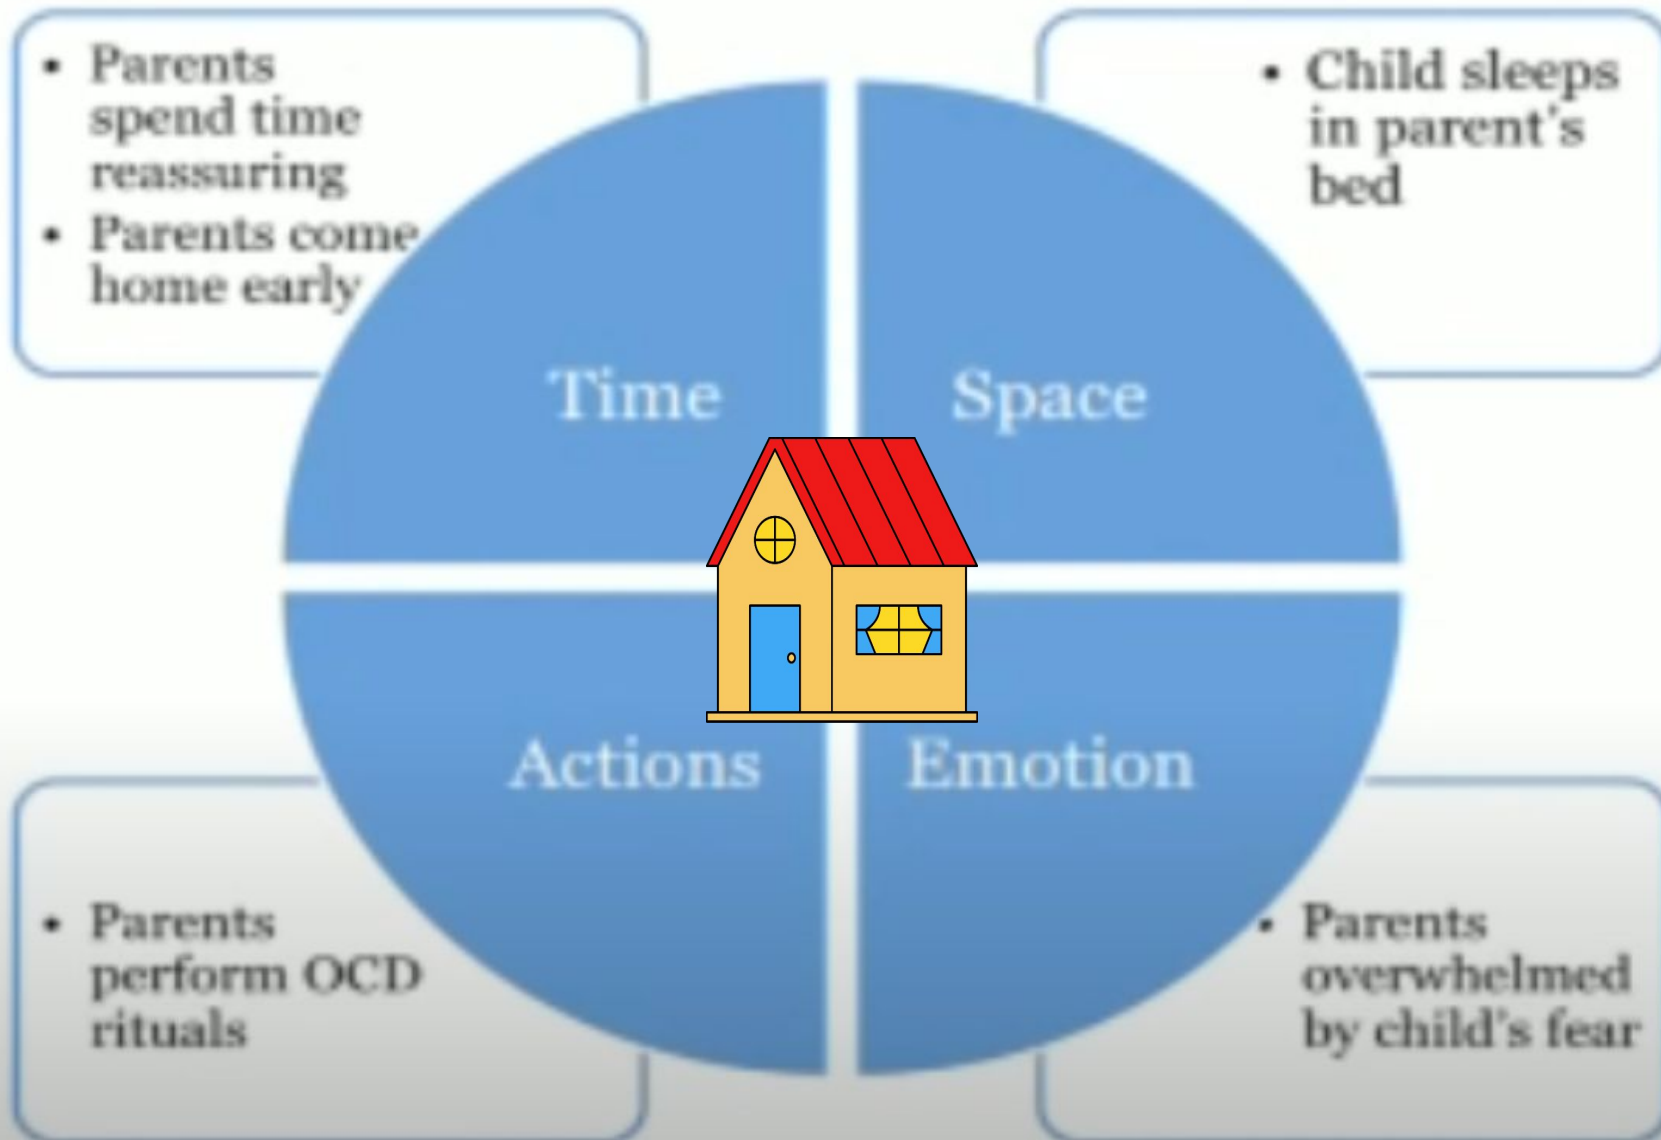 • Parents
spend time
reassuring
• Parents come
home early
• Child sleeps
in parent's
bed
Time
Space
Actions
Emotion
• Parents
perform OCD
rituals
• Parents
overwhelmed
by child's fear